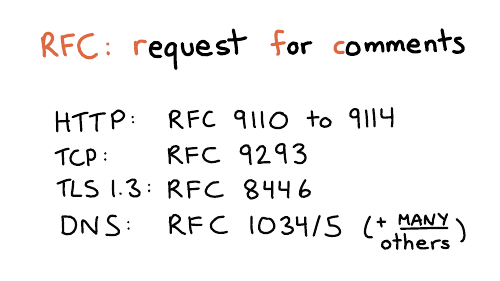 RFC: request for comments
HTTP: RFC 9110 to 9114
TCP: RFC 9293
TLS 1.3: RFC 8446
DNS: RFC 1034/5 (+ MANY others)